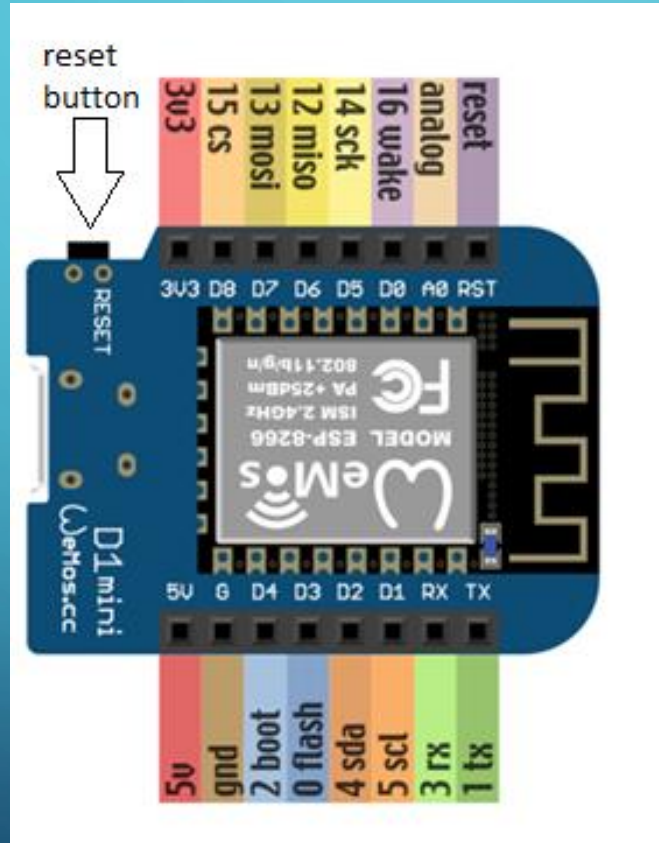 reset
button
3v3
15 cs
13 mosi
12 miso
14 sck
16 wake
analog
reset
RESET
3V3 D8 D7 D6 D5 D0 A0 RST
WeMos
MODEL ESP-8266
ISM 2.4GHz
PA +25dBm
802.11b/g/n
FC
D1 mini
WeMos.cc
5V G D4 D3 D2 D1 RX TX
5v
gnd
2 boot
0 flash
4 sda
5 scl
3 rx
1 tx